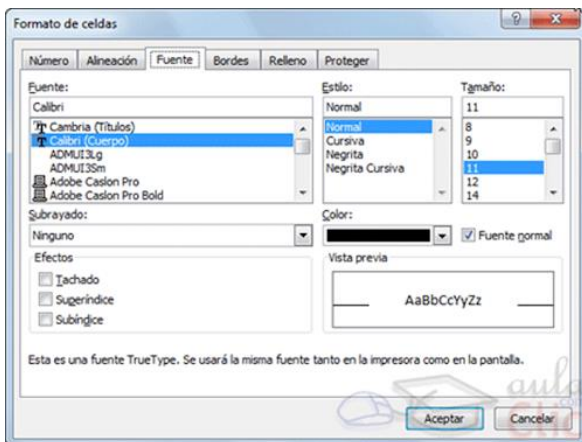 Formato de celdas
Número Alineación Fuente Bordes Relleno Proteger
Fuente: Estilo: Tamaño:
Calibri Normal 11
Cambria (Títulos) Normal 8
Calibri (Cuerpo) Cursiva 9
ADMUI3Lg Negrita 10
ADMUI3Sm Negrita Cursiva 11
Adobe Caslon Pro 12
Adobe Caslon Pro Bold 14
Subrayado: Color:
Ninguno Fuente normal
Efectos Vista previa
Tachado
Superíndice AaBbCcYyZz
Subíndice
Esta es una fuente TrueType. Se usará la misma fuente tanto en la impresora como en la pantalla.
aula
Clic
Aceptar Cancelar